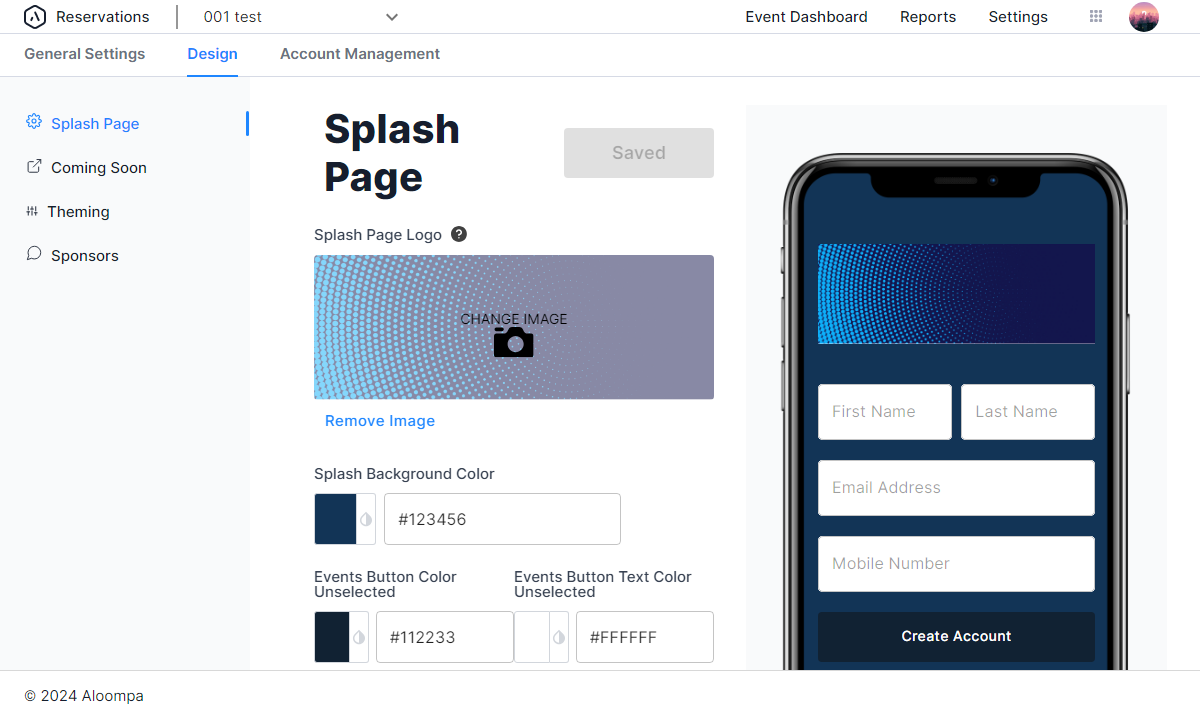 Reservations
001 test
Event Dashboard
Reports
Settings
General Settings
Design
Account Management
Splash Page
Coming Soon
Theming
Sponsors
Splash
Page
Saved
Splash Page Logo ?
CHANGE IMAGE
Remove Image
Splash Background Color
#123456
Events Button Color
Unselected
#112233
Events Button Text Color
Unselected
#FFFFFF
First Name
Last Name
Email Address
Mobile Number
Create Account
© 2024 Aloompa